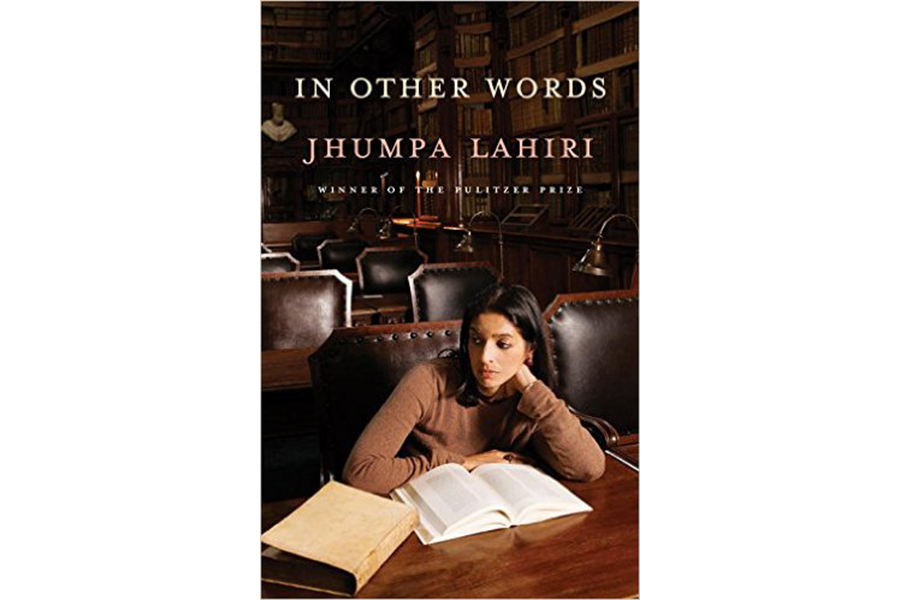 IN OTHER WORDS
JHUMPA LAHIRI
WINNER OF THE PULITZER PRIZE